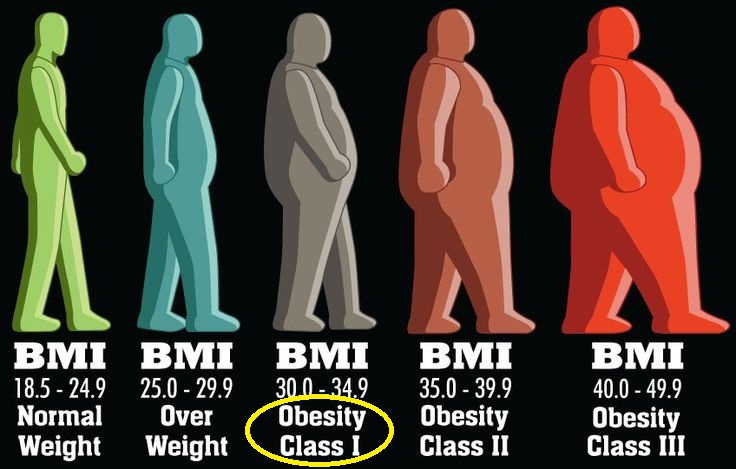 BMI
18.5 - 24.9
Normal
Weight
BMI
25.0 - 29.9
Over
Weight
BMI
30.0 - 34.9
Obesity
Class I
BMI
35.0 - 39.9
Obesity
Class II
BMI
40.0 - 49.9
Obesity
Class III